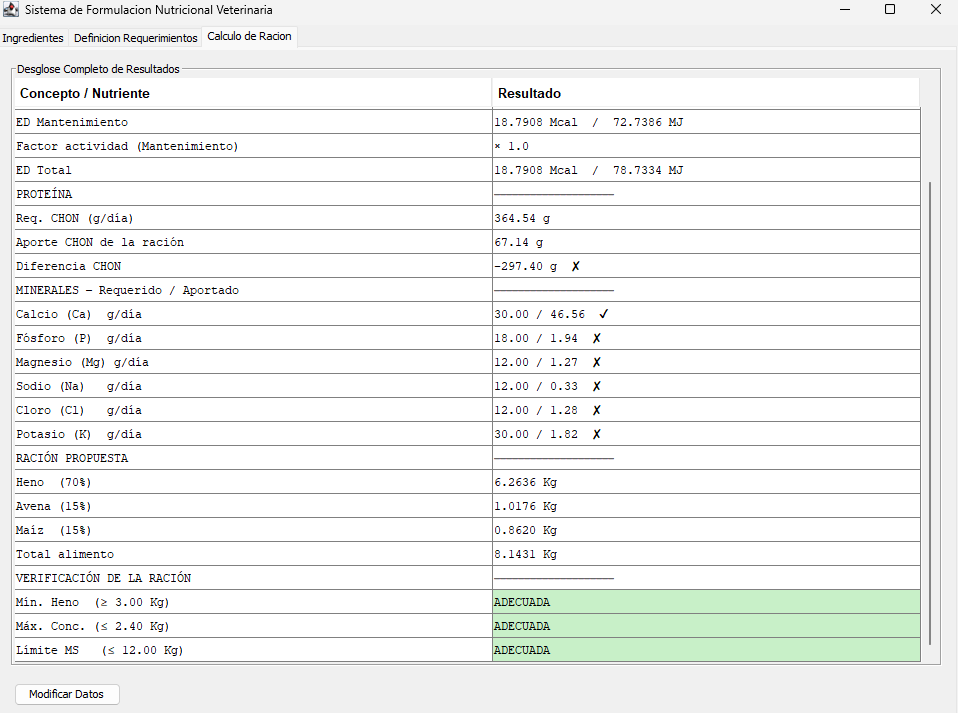 Sistema de Formulacion Nutricional Veterinaria
Ingredientes Definicion Requerimientos Calculo de Racion
Desglose Completo de Resultados
Concepto / Nutriente Resultado
ED Mantenimiento 18.7908 Mcal / 72.7386 MJ
Factor actividad (Mantenimiento) × 1.0
ED Total 18.7908 Mcal / 78.7334 MJ
PROTEÍNA ─────────────────
Req. CHON (g/día) 364.54 g
Aporte CHON de la ración 67.14 g
Diferencia CHON -297.40 g ✗
MINERALES – Requerido / Aportado ─────────────────
Calcio (Ca) g/día 30.00 / 46.56 ✓
Fósforo (P) g/día 18.00 / 1.94 ✗
Magnesio (Mg) g/día 12.00 / 1.27 ✗
Sodio (Na) g/día 12.00 / 0.33 ✗
Cloro (Cl) g/día 12.00 / 1.28 ✗
Potasio (K) g/día 30.00 / 1.82 ✗
RACIÓN PROPUESTA ─────────────────
Heno (70%) 6.2636 Kg
Avena (15%) 1.0176 Kg
Maíz (15%) 0.8620 Kg
Total alimento 8.1431 Kg
VERIFICACIÓN DE LA RACIÓN ─────────────────
Mín. Heno (≥ 3.00 Kg) ADECUADA
Máx. Conc. (≤ 2.40 Kg) ADECUADA
Límite MS (≤ 12.00 Kg) ADECUADA
Modificar Datos